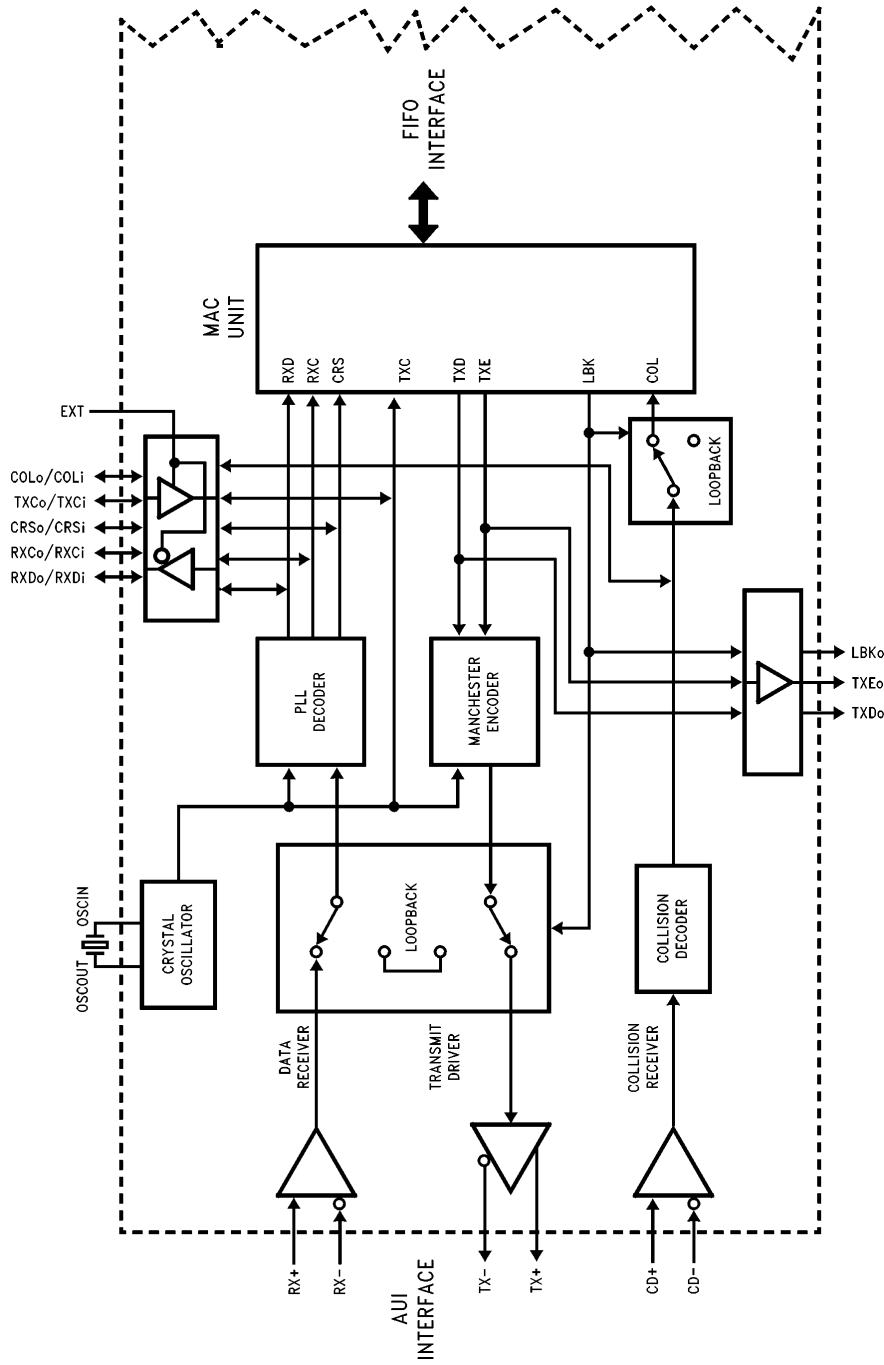 FIFO
INTERFACE
MAC
UNIT
RXD
RXC
CRS
TXC
TXD
TXE
LBK
COL
EXT
COLo/COLi
TXCo/TXCi
CRSo/CRSi
RXCo/RXCi
RXDo/RXDi
LOOPBACK
PLL
DECODER
MANCHESTER
ENCODER
LBKo
TXEo
TXDo
OSCIN
OSCOUT
CRYSTAL
OSCILLATOR
LOOPBACK
COLLISION
DECODER
DATA
RECEIVER
TRANSMIT
DRIVER
COLLISION
RECEIVER
RX+
RX-
TX-
TX+
CD+
CD-
AUI
INTERFACE